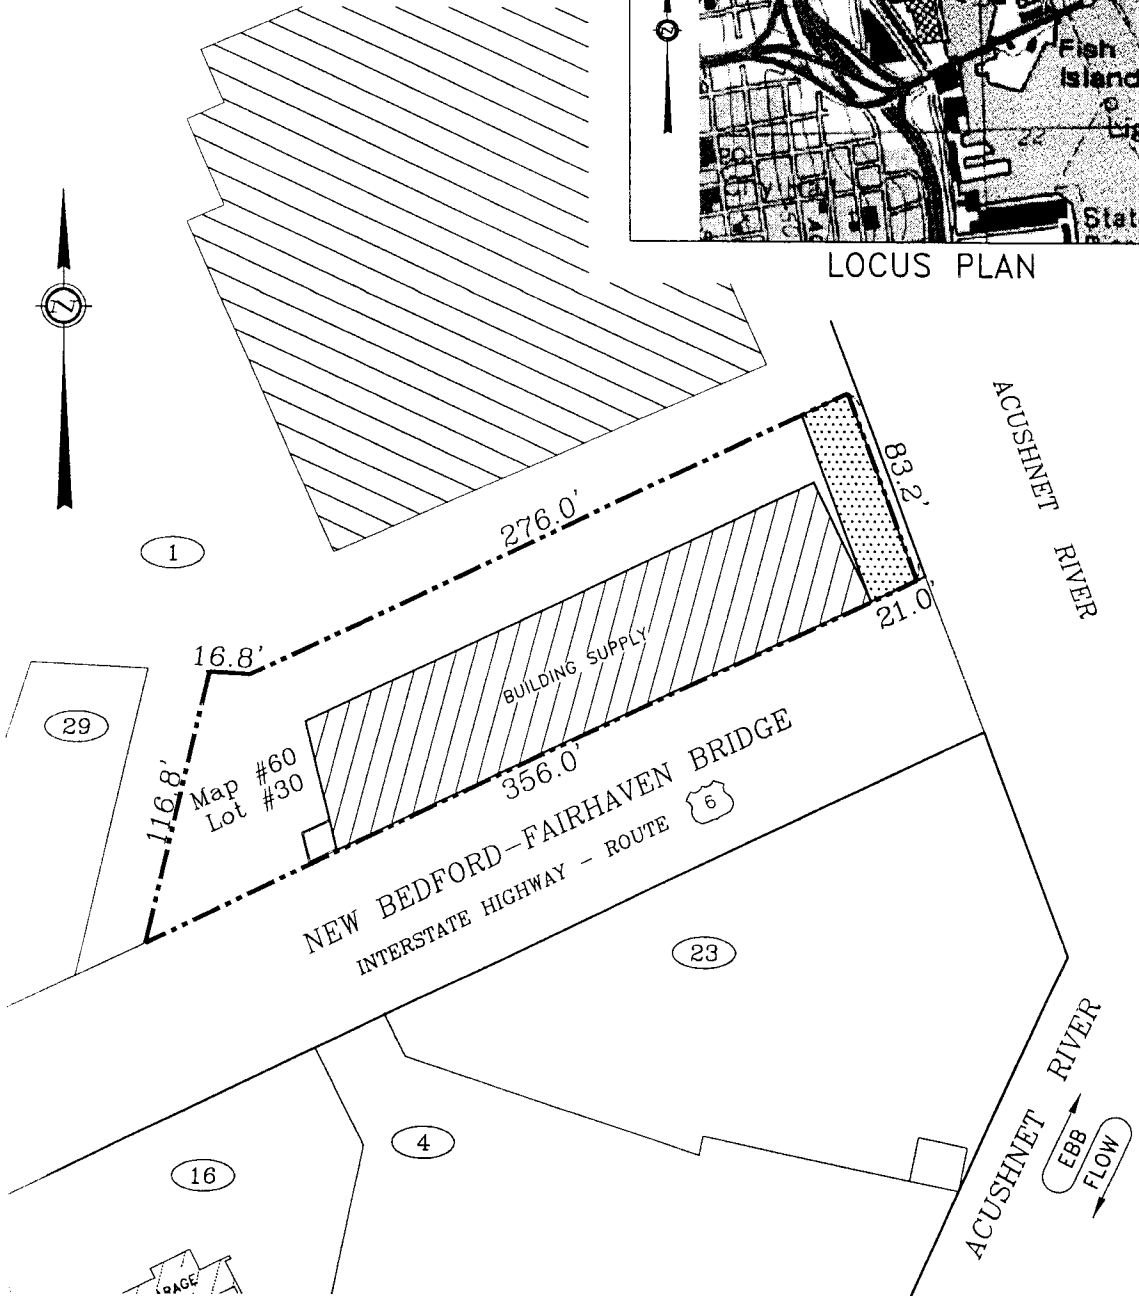 Fish
Island
22
LOCUS PLAN
N
N
ACUSHNET RIVER
83.2'
276.0'
1
21.0'
16.8'
BUILDING SUPPLY
29
Map #60
Lot #30
116.8'
356.0'
NEW BEDFORD-FAIRHAVEN BRIDGE
INTERSTATE HIGHWAY - ROUTE 6
23
ACUSHNET RIVER
EBB
FLOW
4
16